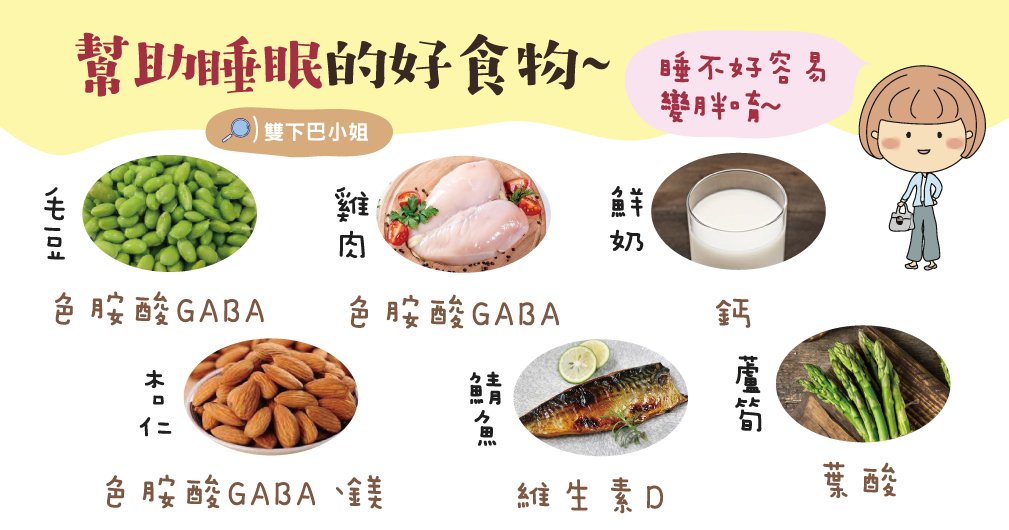 幫助睡眠的好食物~
睡不好容易
變胖唷~
雙下巴小姐
毛豆
雞肉
鮮奶
色胺酸GABA
色胺酸GABA
鈣
杏仁
鯖魚
蘆筍
色胺酸GABA、鎂
維生素D
葉酸